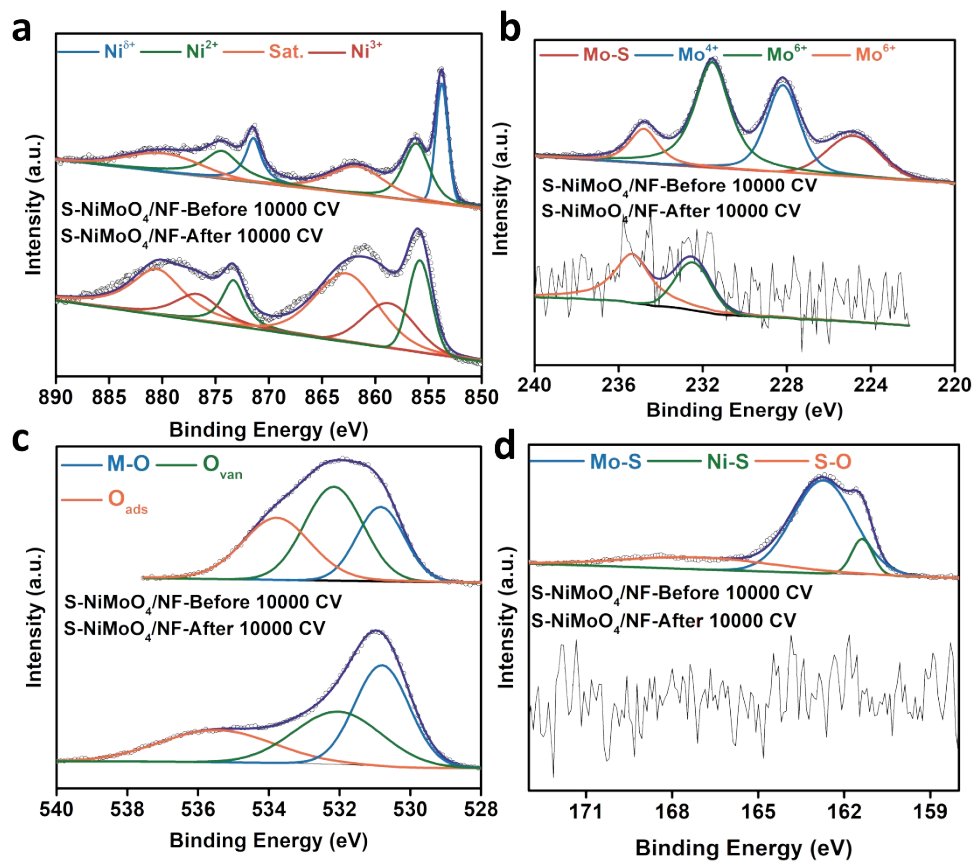 a
Ni^δ+ Ni^2+ Sat. Ni^3+
S-NiMoO₄/NF-Before 10000 CV
S-NiMoO₄/NF-After 10000 CV
Intensity (a.u.)
890 885 880 875 870 865 860 855 850
Binding Energy (eV)
b
Mo-S Mo^4+ Mo^6+ Mo^6+
S-NiMoO₄/NF-Before 10000 CV
S-NiMoO₄/NF-After 10000 CV
Intensity (a.u.)
240 236 232 228 224 220
Binding Energy (eV)
c
M-O O_van
O_ads
S-NiMoO₄/NF-Before 10000 CV
S-NiMoO₄/NF-After 10000 CV
Intensity (a.u.)
540 538 536 534 532 530 528
Binding Energy (eV)
d
Mo-S Ni-S S-O
S-NiMoO₄/NF-Before 10000 CV
S-NiMoO₄/NF-After 10000 CV
Intensity (a.u.)
171 168 165 162 159
Binding Energy (eV)